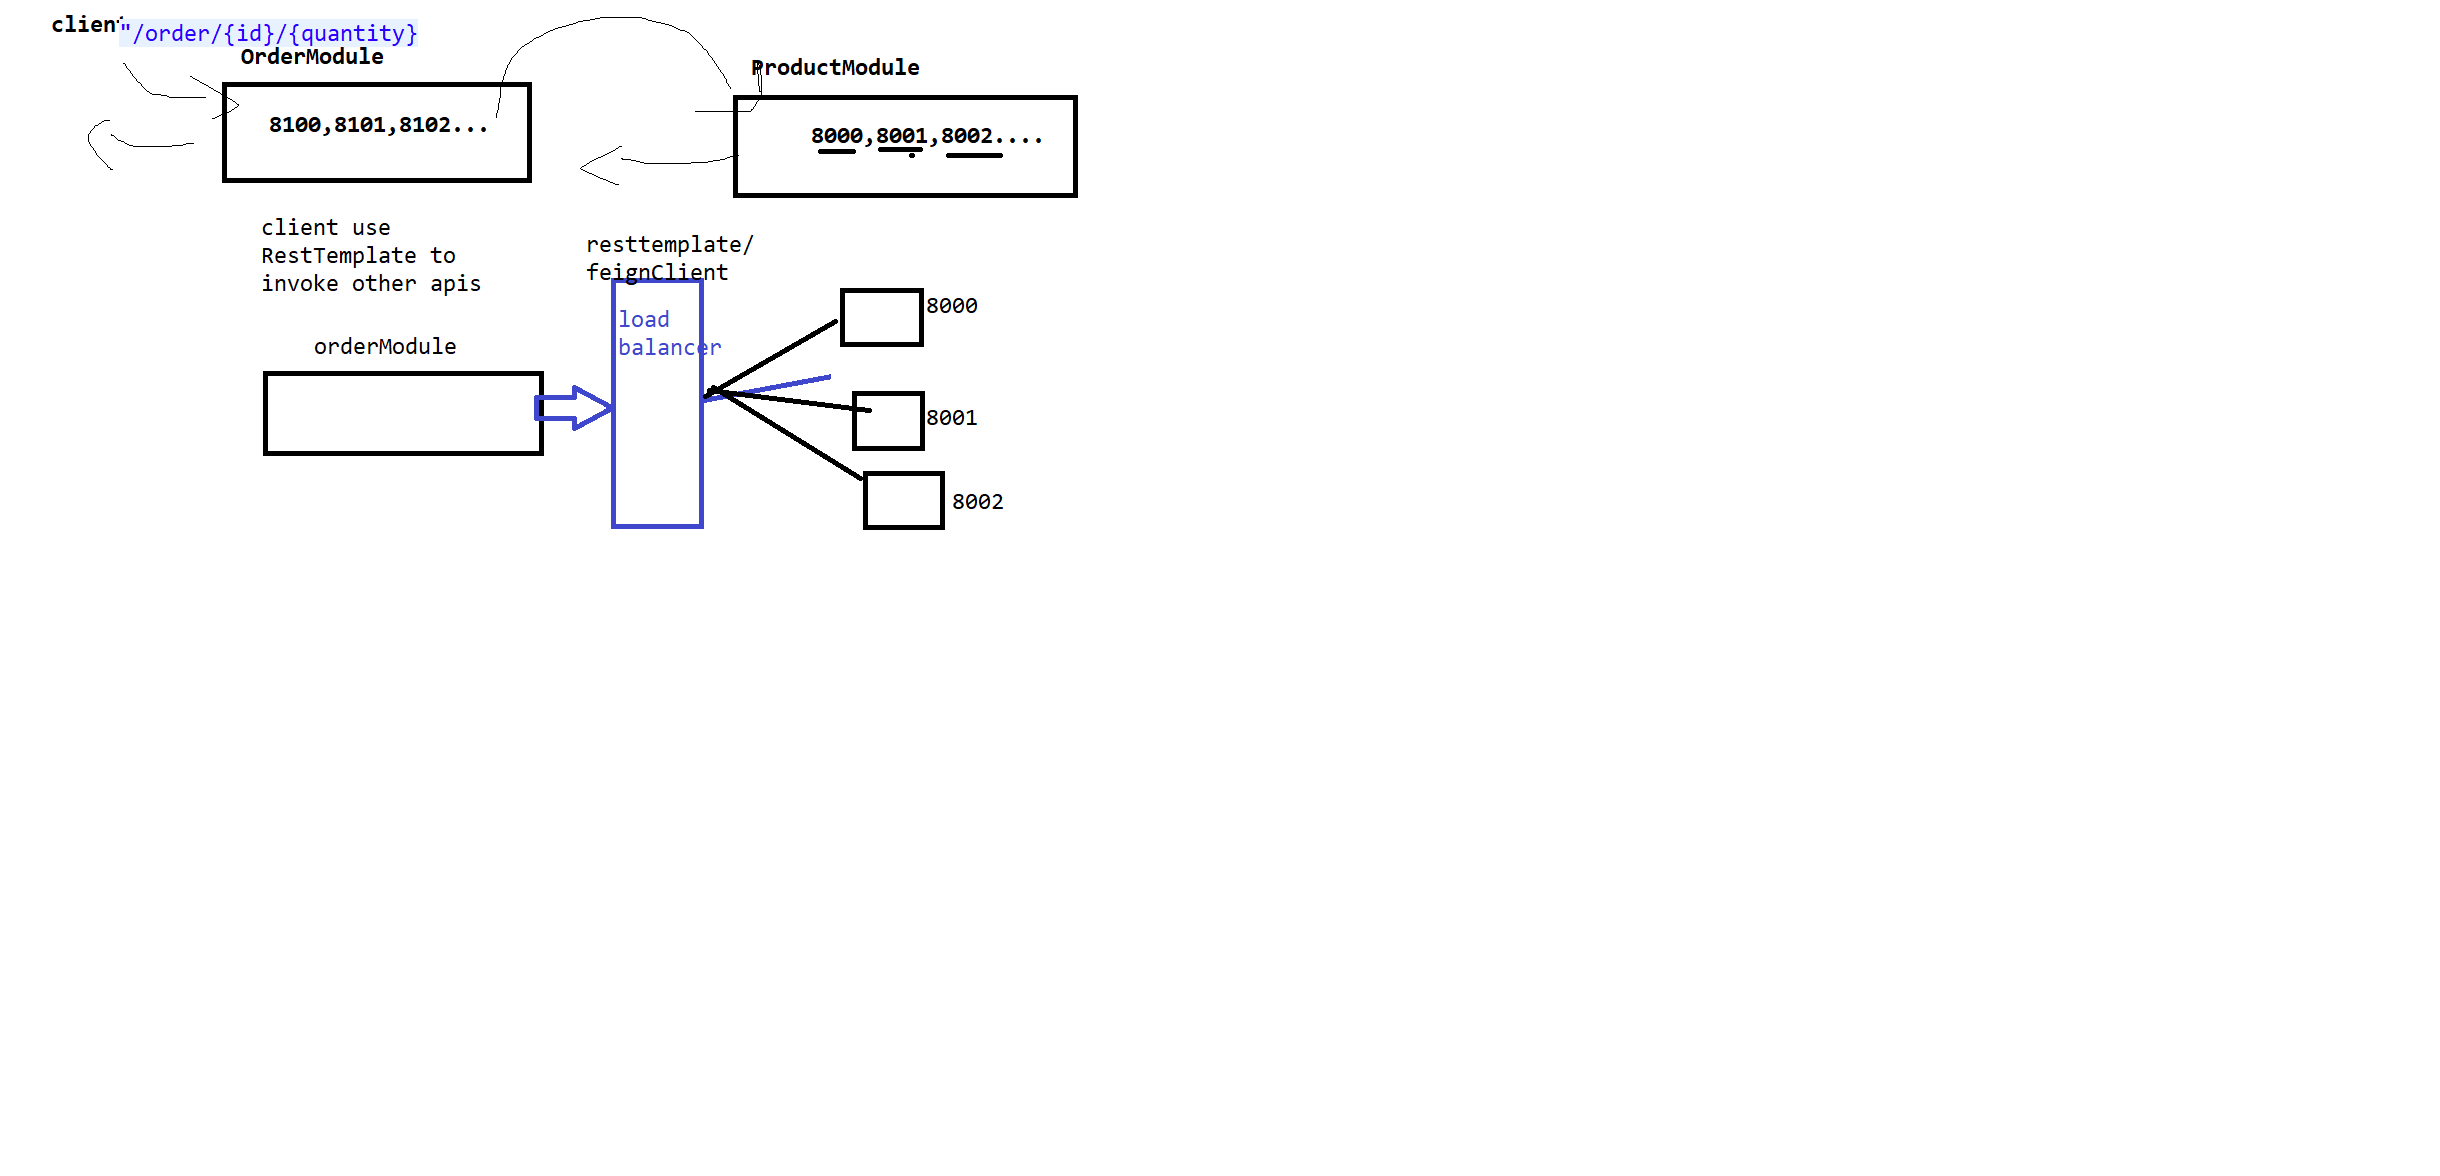 client
"/order/{id}/{quantity}
OrderModule
ProductModule
8100,8101,8102...
8000,8001,8002....
client use
RestTemplate to
invoke other apis
resttemplate/
feignClient
load
balancer
orderModule
8000
8001
8002